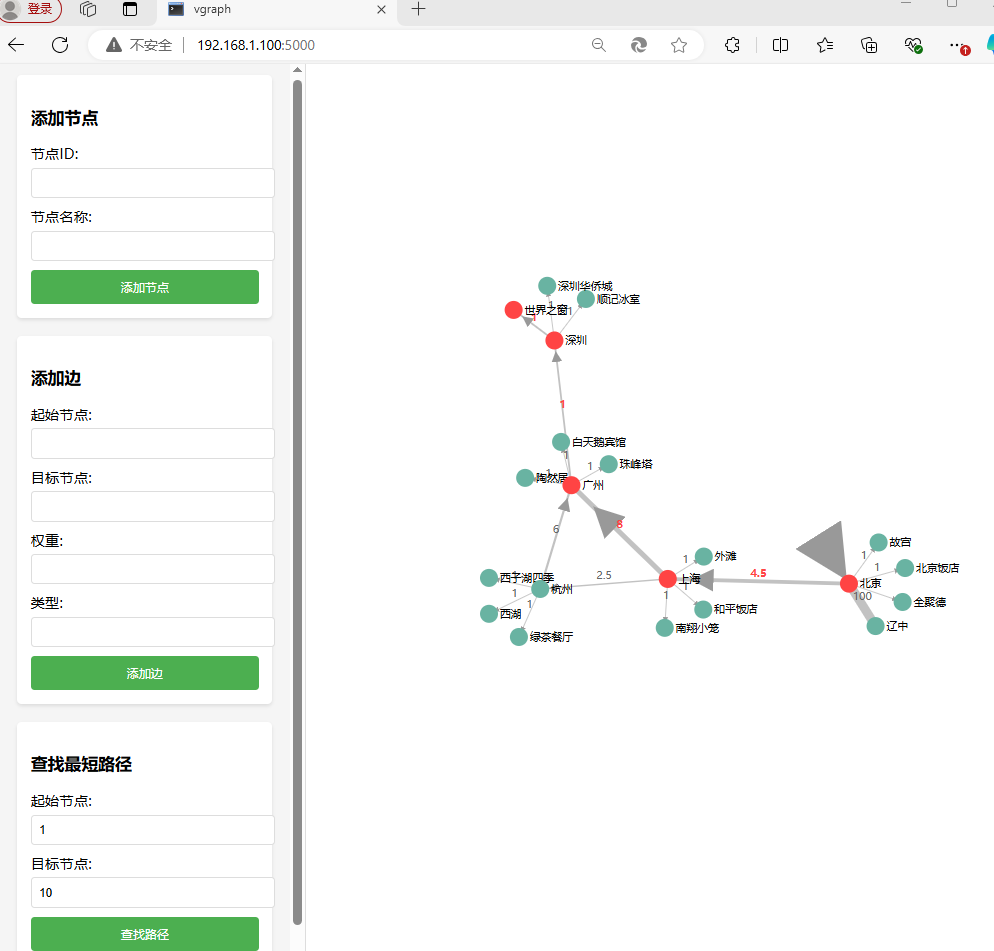 登录
vgraph
不安全
192.168.1.100:5000
添加节点
节点ID:
节点名称:
添加节点
添加边
起始节点:
目标节点:
权重:
类型:
添加边
查找最短路径
起始节点:
1
目标节点:
10
查找路径
深圳华侨城
顺记冰室
世界之窗
1
1
1
深圳
1
白天鹅宾馆
1
珠峰塔
1
陶然居
1
广州
8
6
外滩
1
故宫
1
北京饭店
1
4.5
2.5
上海
北京
100
全聚德
西子湖四季
杭州
1
1
西湖
1
和平饭店
南翔小笼
辽中
绿茶餐厅